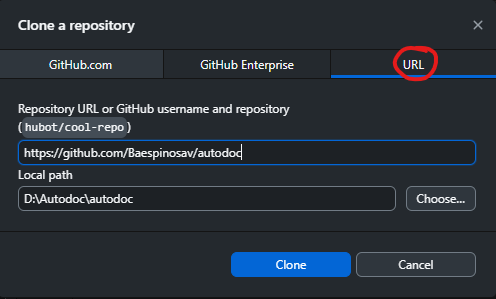 Clone a repository
GitHub.com
GitHub Enterprise
URL
Repository URL or GitHub username and repository
(hubot/cool-repo)
https://github.com/Baespinosav/autodoc
Local path
D:\Autodoc\autodoc
Choose...
Clone
Cancel